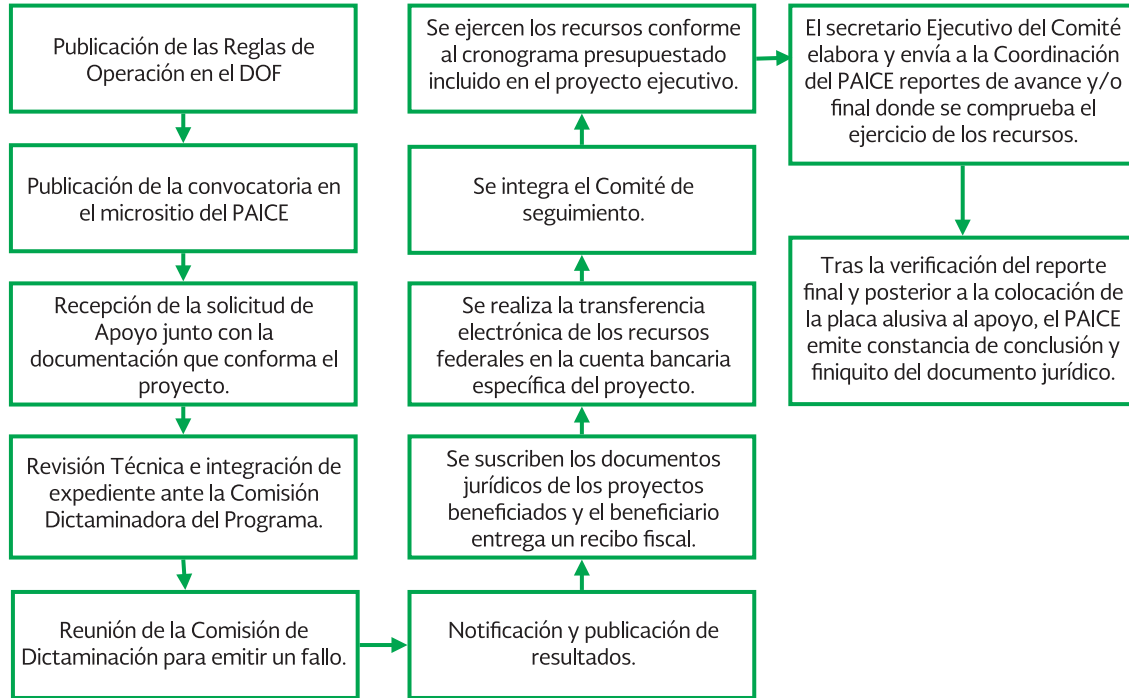 Publicación de las Reglas de
Operación en el DOF
Publicación de la convocatoria en
el micrositio del PAICE
Recepción de la solicitud de
Apoyo junto con la
documentación que conforma el
proyecto.
Revisión Técnica e integración de
expediente ante la Comisión
Dictaminadora del Programa.
Reunión de la Comisión de
Dictaminación para emitir un fallo.
Notificación y publicación de
resultados.
Se suscriben los documentos
jurídicos de los proyectos
beneficiados y el beneficiario
entrega un recibo fiscal.
Se realiza la transferencia
electrónica de los recursos
federales en la cuenta bancaria
específica del proyecto.
Se integra el Comité de
seguimiento.
Se ejercen los recursos conforme
al cronograma presupuestado
incluido en el proyecto ejecutivo.
El secretario Ejecutivo del Comité
elabora y envía a la Coordinación
del PAICE reportes de avance y/o
final donde se comprueba el
ejercicio de los recursos.
Tras la verificación del reporte
final y posterior a la colocación de
la placa alusiva al apoyo, el PAICE
emite constancia de conclusión y
finiquito del documento jurídico.